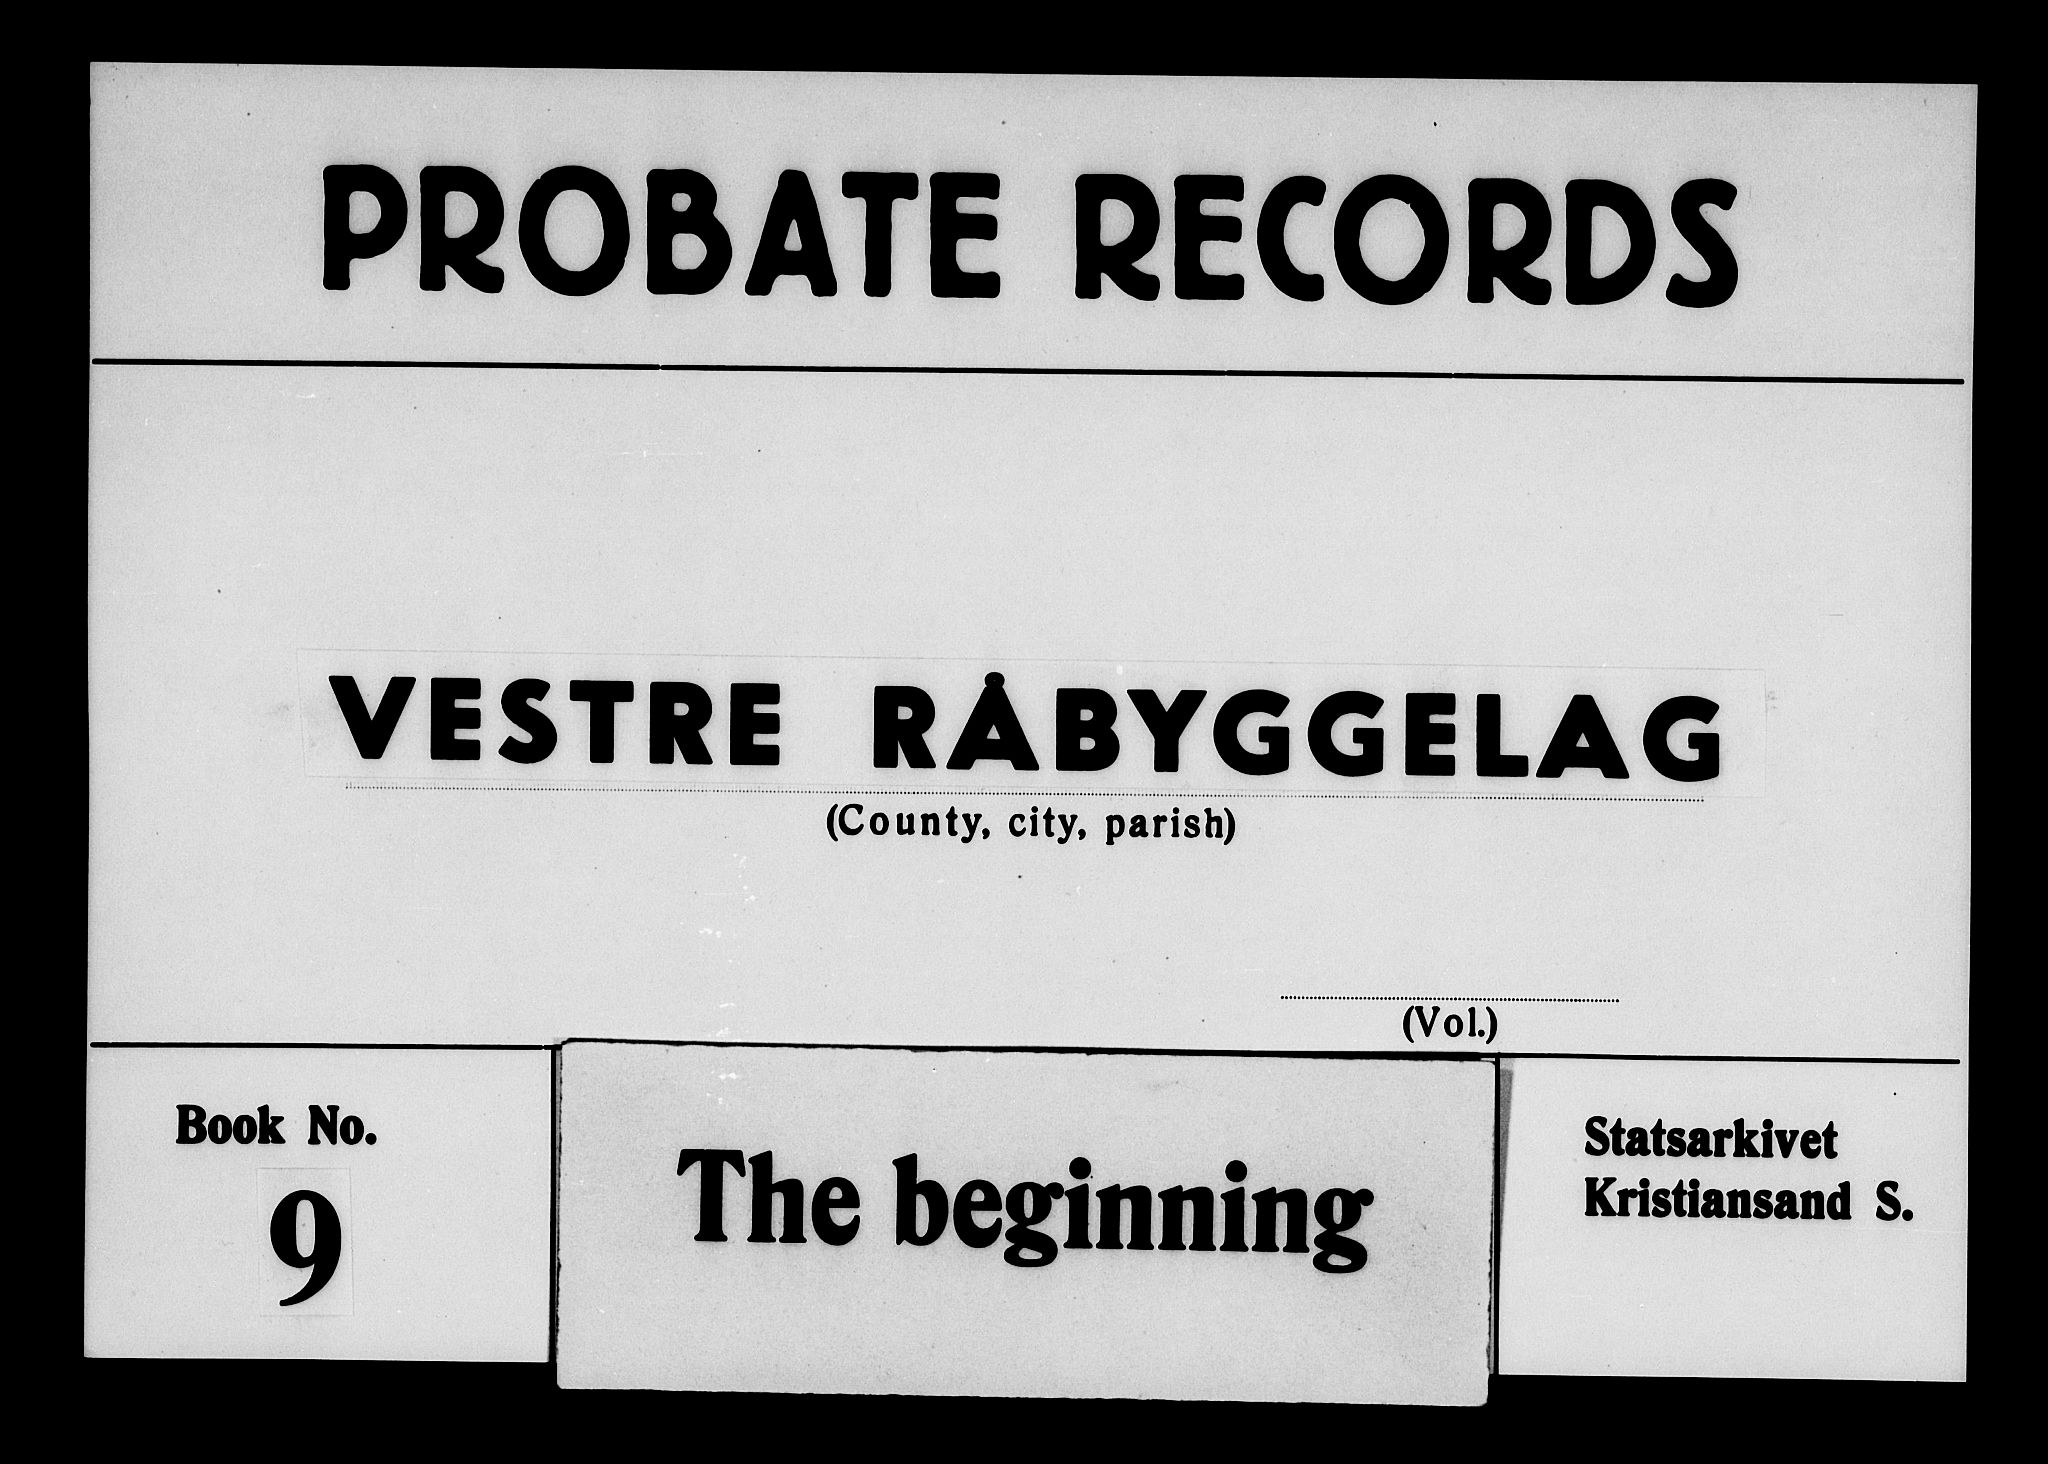 PROBATE RECORDS
VESTRE RÅBYGGELAG
(County, city, parish)
(Vol.)
Book No.
9
The beginning
Statsarkivet
Kristiansand S.